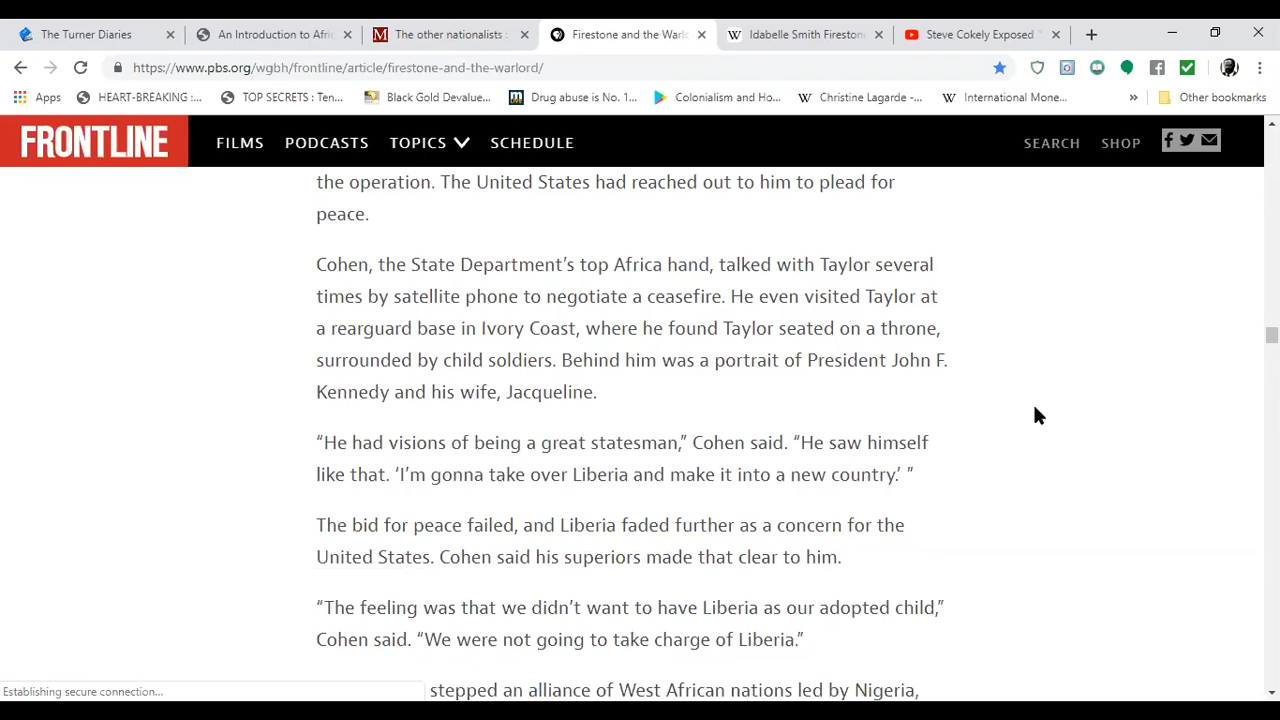 The Turner Diaries
An Introduction to Afric
The other nationalists :
Firestone and the Warlo
Idabelle Smith Firestone
Steve Cokely Exposed "
https://www.pbs.org/wgbh/frontline/article/firestone-and-the-warlord/
Apps
HEART-BREAKING :...
TOP SECRETS : Ten...
Black Gold Devalue...
Drug abuse is No. 1...
Colonialism and Ho...
Christine Lagarde -...
International Mone...
»
Other bookmarks
FRONTLINE
FILMS
PODCASTS
TOPICS
SCHEDULE
SEARCH
SHOP
the operation. The United States had reached out to him to plead for
peace.
Cohen, the State Department’s top Africa hand, talked with Taylor several
times by satellite phone to negotiate a ceasefire. He even visited Taylor at
a rearguard base in Ivory Coast, where he found Taylor seated on a throne,
surrounded by child soldiers. Behind him was a portrait of President John F.
Kennedy and his wife, Jacqueline.
“He had visions of being a great statesman,” Cohen said. “He saw himself
like that. ‘I’m gonna take over Liberia and make it into a new country.’ ”
The bid for peace failed, and Liberia faded further as a concern for the
United States. Cohen said his superiors made that clear to him.
“The feeling was that we didn’t want to have Liberia as our adopted child,”
Cohen said. “We were not going to take charge of Liberia.”
Establishing secure connection...
stepped an alliance of West African nations led by Nigeria,